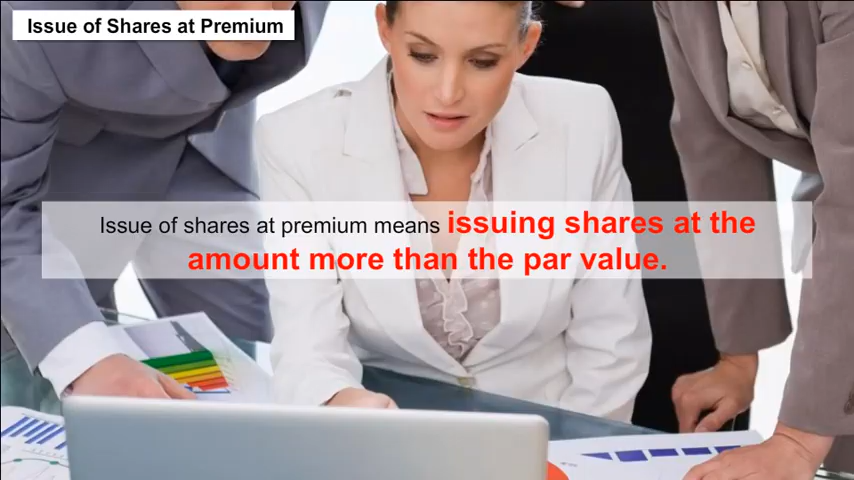 Issue of Shares at Premium
Issue of shares at premium means issuing shares at the
amount more than the par value.